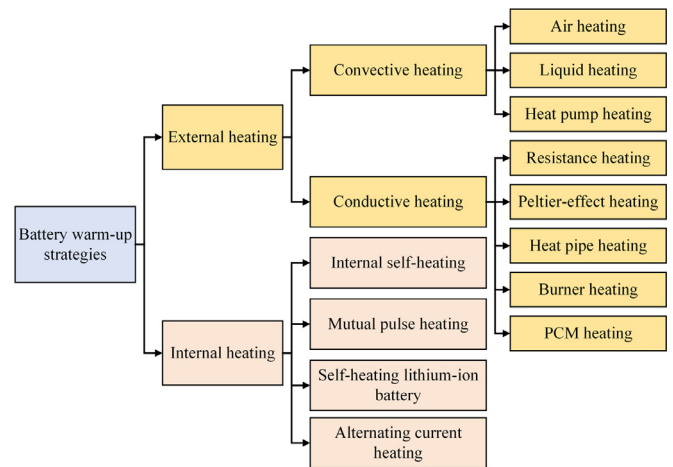 Battery warm-up
strategies
External heating
Internal heating
Convective heating
Conductive heating
Internal self-heating
Mutual pulse heating
Self-heating lithium-ion
battery
Alternating current
heating
Air heating
Liquid heating
Heat pump heating
Resistance heating
Peltier-effect heating
Heat pipe heating
Burner heating
PCM heating